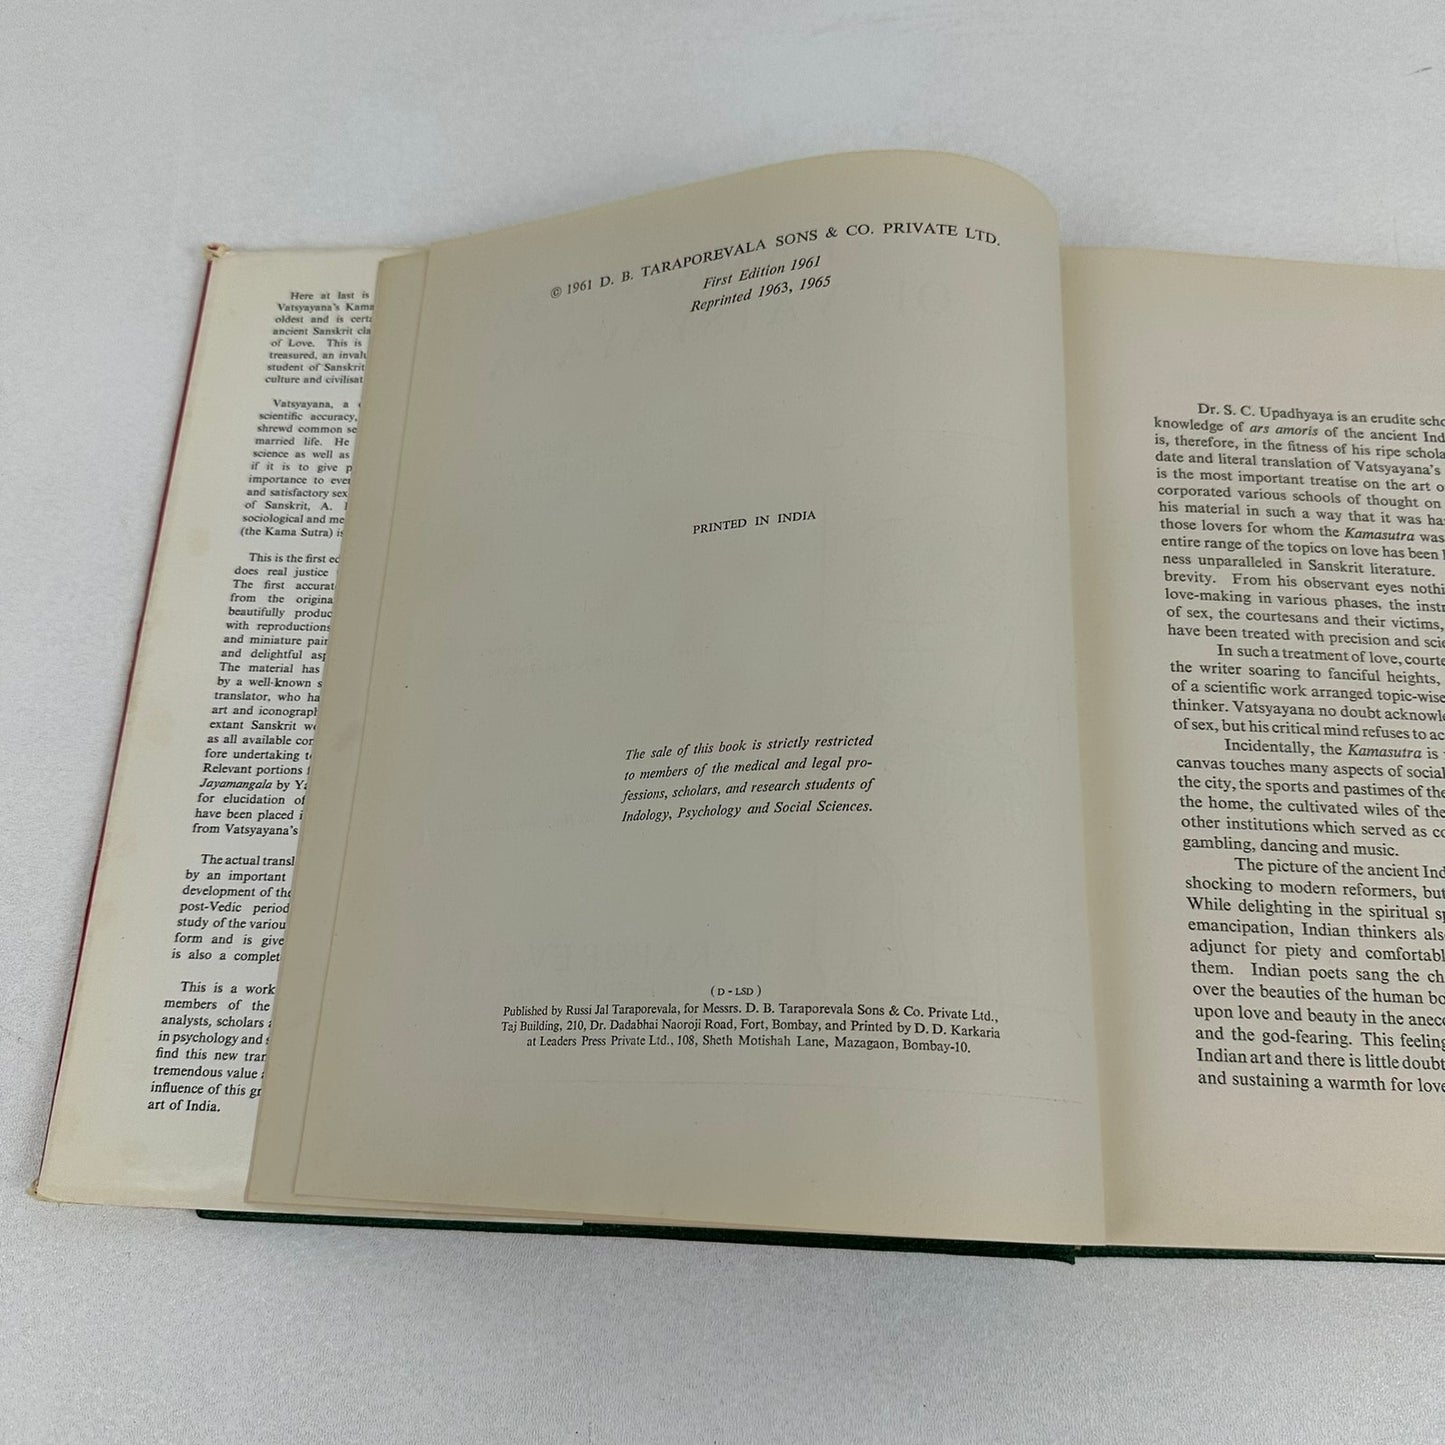 Here at last is
Vatsyayana's Kama
oldest and is certa
ancient Sanskrit cla
of Love. This is
treasured, an invalu
student of Sanskrit
culture and civilisat
Vatsyayana, a
scientific accuracy,
shrewd common se
married life. He
science as well as
if it is to give p
importance to ever
and satisfactory sex
of Sanskrit, A.
sociological and me
(the Kama Sutra) is
This is the first ed
does real justice
The first accurat
from the origina
beautifully produc
with reproductions
and miniature pain
and delightful asp
The material has
by a well-known s
translator, who ha
art and iconograph
extant Sanskrit wo
as all available com
fore undertaking t
Relevant portions f
Jayamangala by Ya
for elucidation of
have been placed i
from Vatsyayana's
The actual transl
by an important
development of the
post-Vedic period
study of the variou
form and is give
is also a complet
This is a work
members of the
analysts, scholars a
in psychology and s
find this new tran
tremendous value a
influence of this gr
art of India.
© 1961 D. B. TARAPOREVALA SONS & CO. PRIVATE LTD.
First Edition 1961
Reprinted 1963, 1965
PRINTED IN INDIA
The sale of this book is strictly restricted
to members of the medical and legal pro-
fessions, scholars, and research students of
Indology, Psychology and Social Sciences.
( D - LSD )
Published by Russi Jal Taraporevala, for Messrs. D. B. Taraporevala Sons & Co. Private Ltd.,
Taj Building, 210, Dr. Dadabhai Naoroji Road, Fort, Bombay, and Printed by D. D. Karkaria
at Leaders Press Private Ltd., 108, Sheth Motishah Lane, Mazagaon, Bombay-10.
Dr. S. C. Upadhyaya is an erudite scho
knowledge of ars amoris of the ancient Ind
is, therefore, in the fitness of his ripe schola
date and literal translation of Vatsyayana's
is the most important treatise on the art o
corporated various schools of thought on
his material in such a way that it was ha
those lovers for whom the Kamasutra was
entire range of the topics on love has been
ness unparalleled in Sanskrit literature.
brevity. From his observant eyes nothi
love-making in various phases, the instr
of sex, the courtesans and their victims,
have been treated with precision and scie
In such a treatment of love, courte
the writer soaring to fanciful heights,
of a scientific work arranged topic-wise
thinker. Vatsyayana no doubt acknowle
of sex, but his critical mind refuses to ac
Incidentally, the Kamasutra is
canvas touches many aspects of social
the city, the sports and pastimes of the
the home, the cultivated wiles of the
other institutions which served as co
gambling, dancing and music.
The picture of the ancient Ind
shocking to modern reformers, but
While delighting in the spiritual sp
emancipation, Indian thinkers als
adjunct for piety and comfortabl
them. Indian poets sang the ch
over the beauties of the human bo
upon love and beauty in the anec
and the god-fearing. This feeling
Indian art and there is little doubt
and sustaining a warmth for love